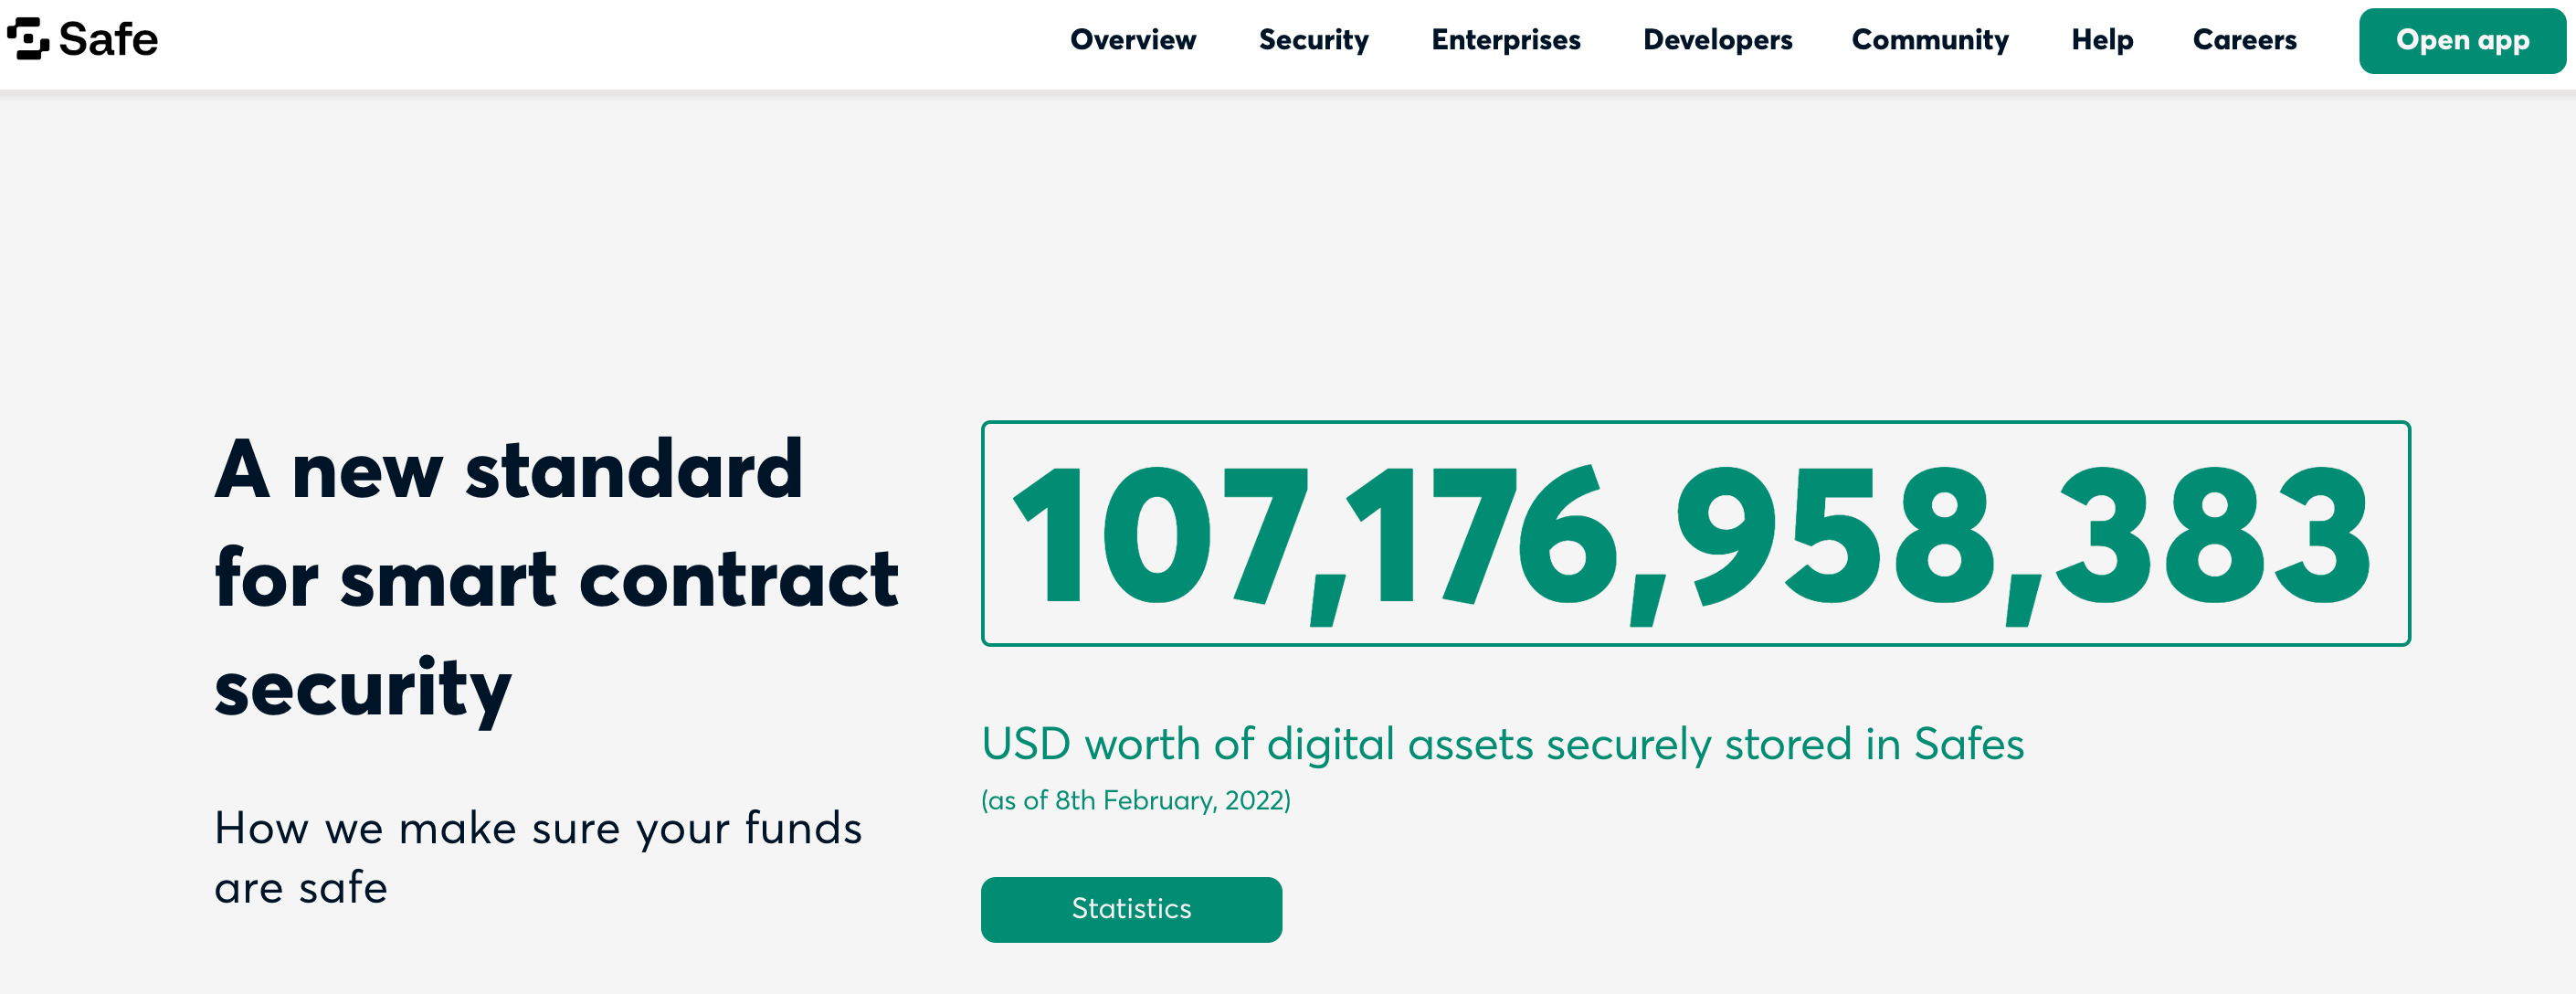 Safe
Overview Security Enterprises Developers Community Help Careers Open app
A new standard
for smart contract
security
How we make sure your funds
are safe
107,176,958,383
USD worth of digital assets securely stored in Safes
(as of 8th February, 2022)
Statistics